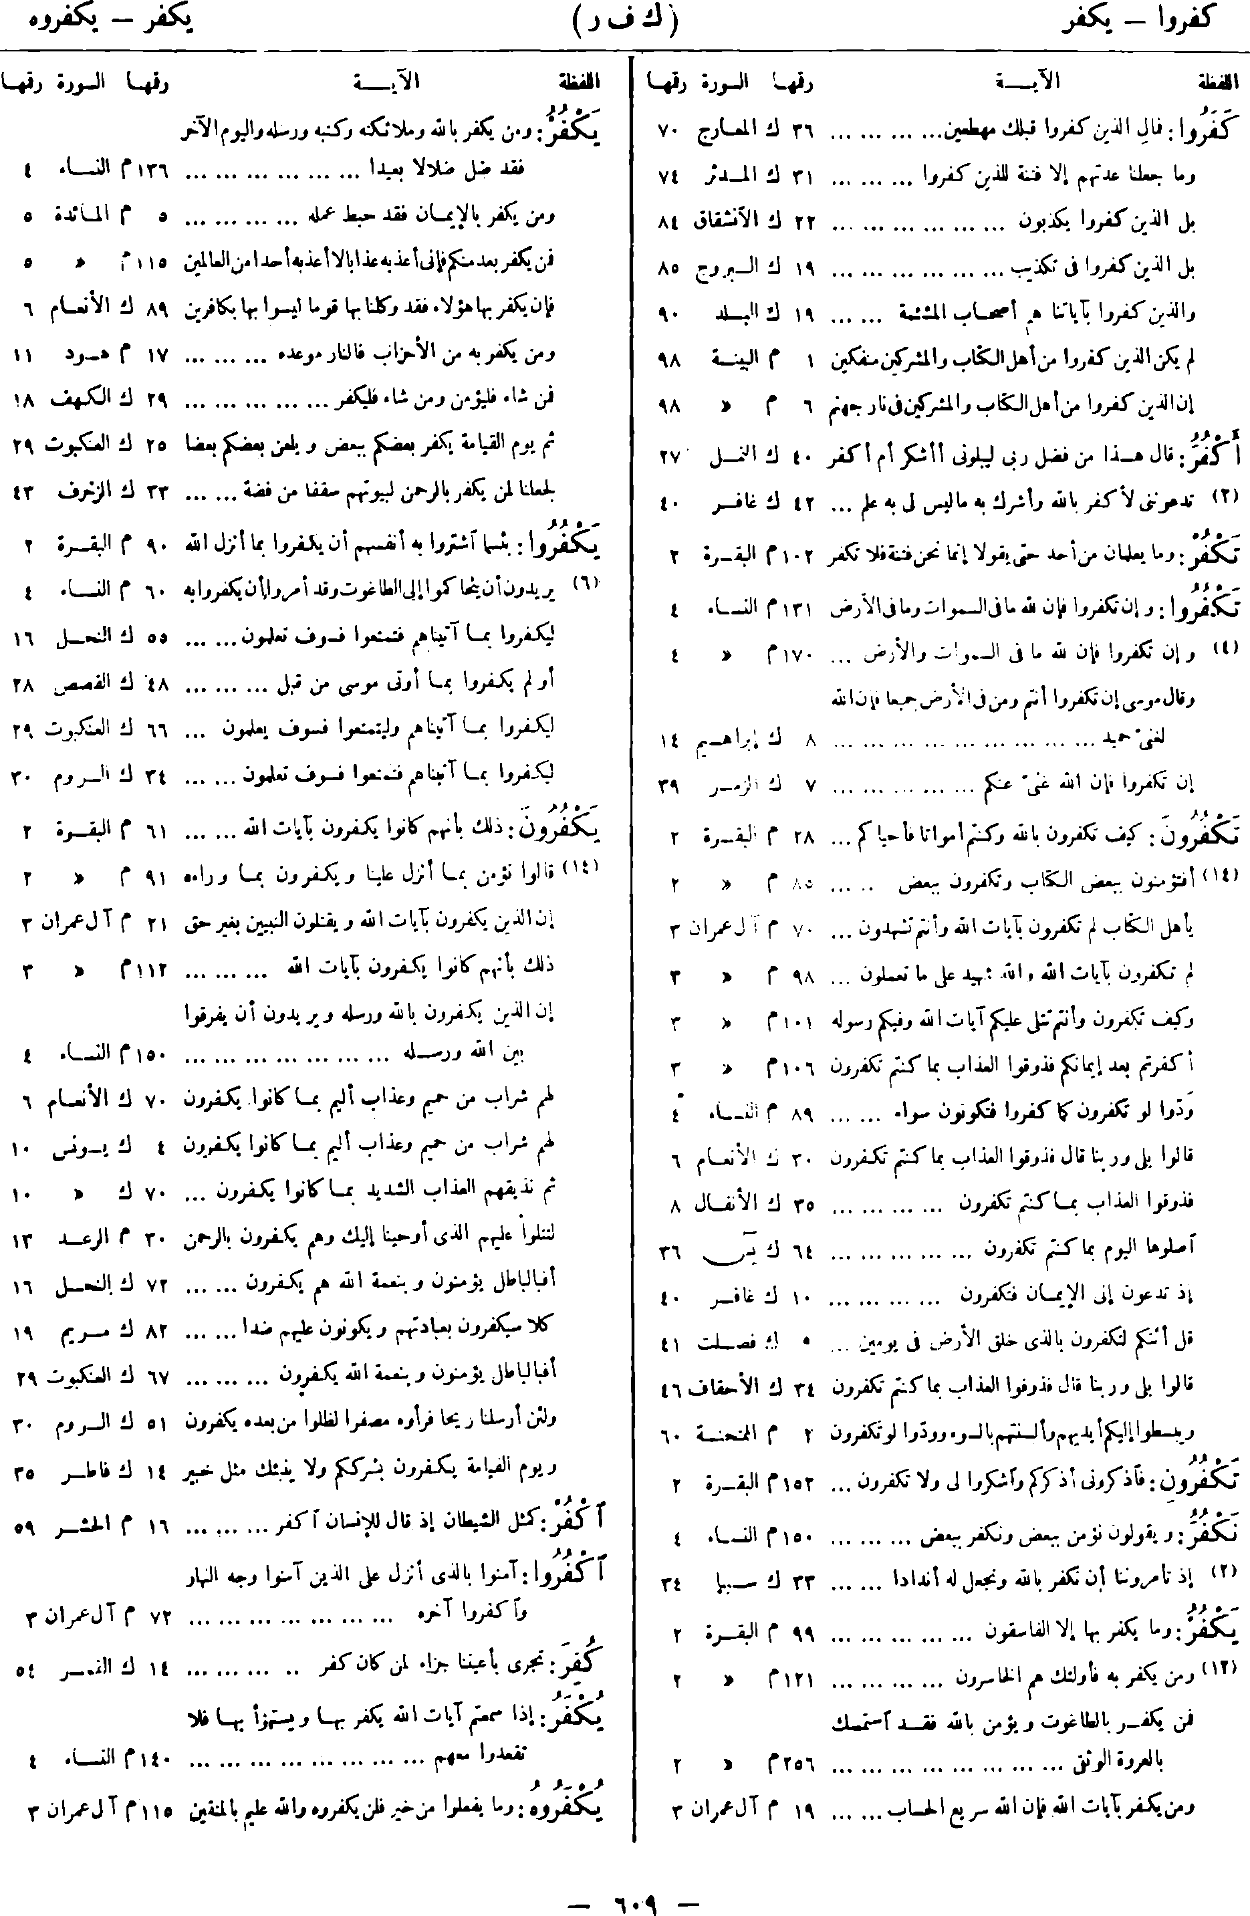 كفروا — يكفر
(ك ف ر)
يكفر — يكفروه
اللفظة الآيــة رقمها السورة رقمها
كَفَرُوا : فمال الذين كفروا قبلك مهطعين... ... ... ... ٣٦ ك المعارج ٧٠
وما جعلنا عدتهم إلا فتنة للذين كفروا ... ... ... ٣١ ك المدثر ٧٤
بل الذين كفروا يكذبون ... ... ... ... ... ... ... ٢٢ ك الآنشقاق ٨٤
بل الذين كفروا فى تكذيب ... ... ... ... ... ... ١٩ ك البروج ٨٥
والذين كفروا بآياتنا هم أصحاب المشئمة ... ... ١٩ ك البلد ٩٠
لم يكن الذين كفروا من أهل الكتاب والمشركين منفكين ١ م البينة ٩٨
إن الذين كفروا من أهل الكتاب والمشركين فى نار جهنم ٦ م » ٩٨
أَكْفُرُ : قال هذا من فضل ربى ليبلونى أأشكر أم أكفر ٤٠ ك النمل ٢٧
(٢) تدعوننى لأكفر بالله وأشرك به ماليس لى به علم ... ٤٢ ك غافر ٤٠
تَكْفُرْ : وما يعلمان من أحد حتى يقولا إنما نحن فتنة فلا تكفر ١٠٢ م البقرة ٢
تَكْفُرُوا : وإن تكفروا فإن لله ما فى السموات وما فى الأرض ١٣١ م النساء ٤
(٤) وإن تكفروا فإن لله ما فى السموات والأرض ... ١٧٠ م » ٤
وقال موسى إن تكفروا أنتم ومن فى الأرض جميعا فإن الله
لغنىّ حميد ... ... ... ... ... ... ... ... ... ... ٨ ك إبراهيم ١٤
إن تكفروا فإن الله غنىّ عنكم ... ... ... ... ... ٧ ك الزمر ٣٩
تَكْفُرُونَ : كيف تكفرون بالله وكنتم أمواتا فأحياكم ... ٢٨ م البقرة ٢
(١٤) أفتؤمنون ببعض الكتاب وتكفرون ببعض ... ... ٨٥ م » ٢
يأهل الكتاب لم تكفرون بآيات الله وأنتم تشهدون ... ٧٠ م آل عمران ٣
لم تكفرون بآيات الله والله شهيد على ما تعملون ... ٩٨ م » ٣
وكيف تكفرون وأنتم تتلى عليكم آيات الله وفيكم رسوله ١٠١ م » ٣
أكفرتم بعد إيمانكم فذوقوا العذاب بما كنتم تكفرون ١٠٦ م » ٣
ودّوا لو تكفرون كما كفروا فتكونون سواء ... ... ٨٩ م النساء ٤
قالوا بلى وربنا قال فذوقوا العذاب بما كنتم تكفرون ٣٠ ك الأنعام ٦
فذوقوا العذاب بما كنتم تكفرون ... ... ... ... ٣٥ ك الأنفال ٨
آصلوها اليوم بما كنتم تكفرون ... ... ... ... ... ٦٤ ك يٓس ٣٦
إذ تدعون إلى الإيمان فتكفرون ... ... ... ... ١٠ ك غافر ٤٠
قل أئنكم لتكفرون بالذى خلق الأرض فى يومين ... ٩ ك فصلت ٤١
قالوا بلى وربنا قال فذوقوا العذاب بما كنتم تكفرون ٣٤ ك الأحقاف ٤٦
ويبسطوا إليكم أيديهم وألسنتهم بالسوء وودّوا لو تكفرون ٢ م الممتحنة ٦٠
تَكْفُرُونِ : فآذكرونى أذكركم وآشكروا لى ولا تكفرون ... ١٥٢ م البقرة ٢
نَكْفُرُ : ويقولون نؤمن ببعض ونكفر ببعض ... ... ... ١٥٠ م النساء ٤
(٢) إذ تأمروننا أن نكفر بالله ونجعل له أندادا ... ... ٣٣ ك سبإ ٣٤
يَكْفُرُ : وما يكفر بها إلا الفاسقون ... ... ... ... ... ٩٩ م البقرة ٢
(١٢) ومن يكفر به فأولئك هم الخاسرون ... ... ... ... ١٢١ م » ٢
فمن يكفر بالطاغوت ويؤمن بالله فقد آستمسك
بالعروة الوثقى ... ... ... ... ... ... ... ... ... ٢٥٦ م » ٢
ومن يكفر بآيات الله فإن الله سريع الحساب ... ... ١٩ م آل عمران ٣
اللفظة الآيــة رقمها السورة رقمها
يَكْفُرْ : ومن يكفر بالله وملائكته وكتبه ورسله واليوم الآخر
فقد ضل ضلالا بعيدا ... ... ... ... ... ... ... ١٣٦ م النساء ٤
ومن يكفر بالإيمان فقد حبط عمله ... ... ... ... ٥ م المائدة ٥
فمن يكفر بعد منكم فإنى أعذبه عذابا لا أعذبه أحدا من العالمين ١١٥ م » ٥
فإن يكفر بها هؤلاء فقد وكلنا بها قوما ليسوا بها بكافرين ٨٩ ك الأنعام ٦
ومن يكفر به من الأحزاب فالنار موعده ... ... ... ١٧ م هود ١١
فمن شاء فليؤمن ومن شاء فليكفر ... ... ... ... ... ٢٩ ك الكهف ١٨
ثم يوم القيامة يكفر بعضكم ببعض ويلعن بعضكم بعضا ٢٥ ك العنكبوت ٢٩
لجعلنا لمن يكفر بالرحمن لبيوتهم سقفا من فضة ... ... ٣٣ ك الزخرف ٤٣
يَكْفُرُوا : بئسما آشتروا به أنفسهم أن يكفروا بما أنزل الله ٩٠ م البقرة ٢
(٦) يريدون أن يتحاكموا إلى الطاغوت وقد أمروا أن يكفروا به ٦٠ م النساء ٤
ليكفروا بما آتيناهم فتمتعوا فسوف تعلمون ... ... ٥٥ ك النحل ١٦
أولم يكفروا بما أوتى موسى من قبل ... ... ... ٤٨ ك القصص ٢٨
ليكفروا بما آتيناهم وليتمتعوا فسوف يعلمون ... ٦٦ ك العنكبوت ٢٩
ليكفروا بما آتيناهم فتمتعوا فسوف تعلمون ... ... ٣٤ ك الروم ٣٠
يَكْفُرُونَ : ذلك بأنهم كانوا يكفرون بآيات الله ... ... ٦١ م البقرة ٢
(١٤) قالوا نؤمن بما أنزل علينا ويكفرون بما وراءه ٩١ م » ٢
إن الذين يكفرون بآيات الله ويقتلون النبيين بغير حق ٢١ م آل عمران ٣
ذلك بأنهم كانوا يكفرون بآيات الله ... ... ... ١١٢ م » ٣
إن الذين يكفرون بالله ورسله ويريدون أن يفرقوا
بين الله ورسله ... ... ... ... ... ... ... ... ١٥٠ م النساء ٤
لهم شراب من حميم وعذاب أليم بما كانوا يكفرون ٧٠ ك الأنعام ٦
لهم شراب من حميم وعذاب أليم بما كانوا يكفرون ٤ ك يونس ١٠
ثم نذيقهم العذاب الشديد بما كانوا يكفرون ... ٧٠ ك » ١٠
لتتلوا عليهم الذى أوحينا إليك وهم يكفرون بالرحمن ٣٠ م الرعد ١٣
أفبالباطل يؤمنون وبنعمة الله هم يكفرون ... ... ٧٢ ك النحل ١٦
كلا سيكفرون بعبادتهم ويكونون عليهم ضدا ... ... ٨٢ ك مريم ١٩
أفبالباطل يؤمنون وبنعمة الله يكفرون ... ... ... ٦٧ ك العنكبوت ٢٩
ولئن أرسلنا ريحا فرأوه مصفرا لظلوا من بعده يكفرون ٥١ ك الروم ٣٠
ويوم القيامة يكفرون بشرككم ولا ينبئك مثل خبير ١٤ ك فاطر ٣٥
آكْفُرْ : كمثل الشيطان إذ قال للإنسان آكفر ... ... ... ١٦ م الحشر ٥٩
آكْفُرُوا : آمنوا بالذى أنزل على الذين آمنوا وجه النهار
وآكفروا آخره ... ... ... ... ... ... ... ... ٧٢ م آل عمران ٣
كُفِرَ : تجرى بأعيننا جزاء لمن كان كفر ... ... ... ... ١٤ ك القمر ٥٤
يُكْفَرُ : إذا سمعتم آيات الله يكفر بها ويستهزأ بها فلا
تقعدوا معهم ... ... ... ... ... ... ... ... ... ١٤٠ م النساء ٤
يُكْفَرُوهُ : وما يفعلوا من خير فلن يكفروه والله عليم بالمتقين ١١٥ م آل عمران ٣
— ٦٠٩ —